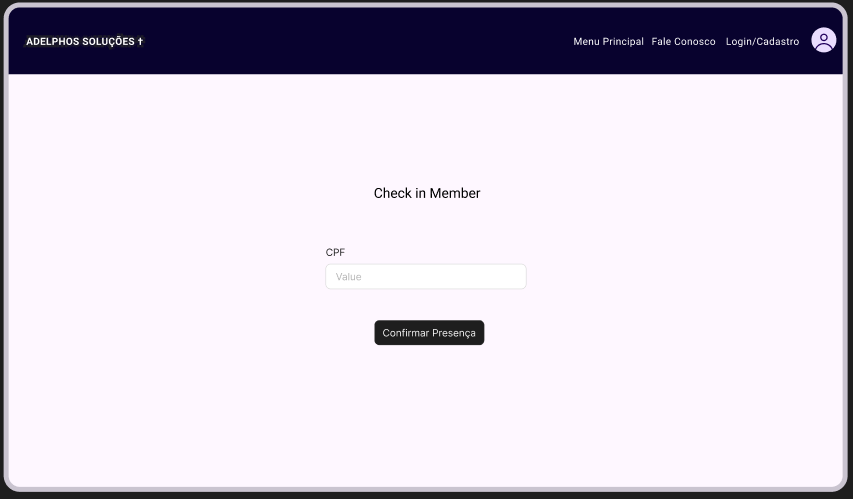 ADELPHOS SOLUÇÕES ✝
Menu Principal Fale Conosco Login/Cadastro
Check in Member
CPF
Value
Confirmar Presença